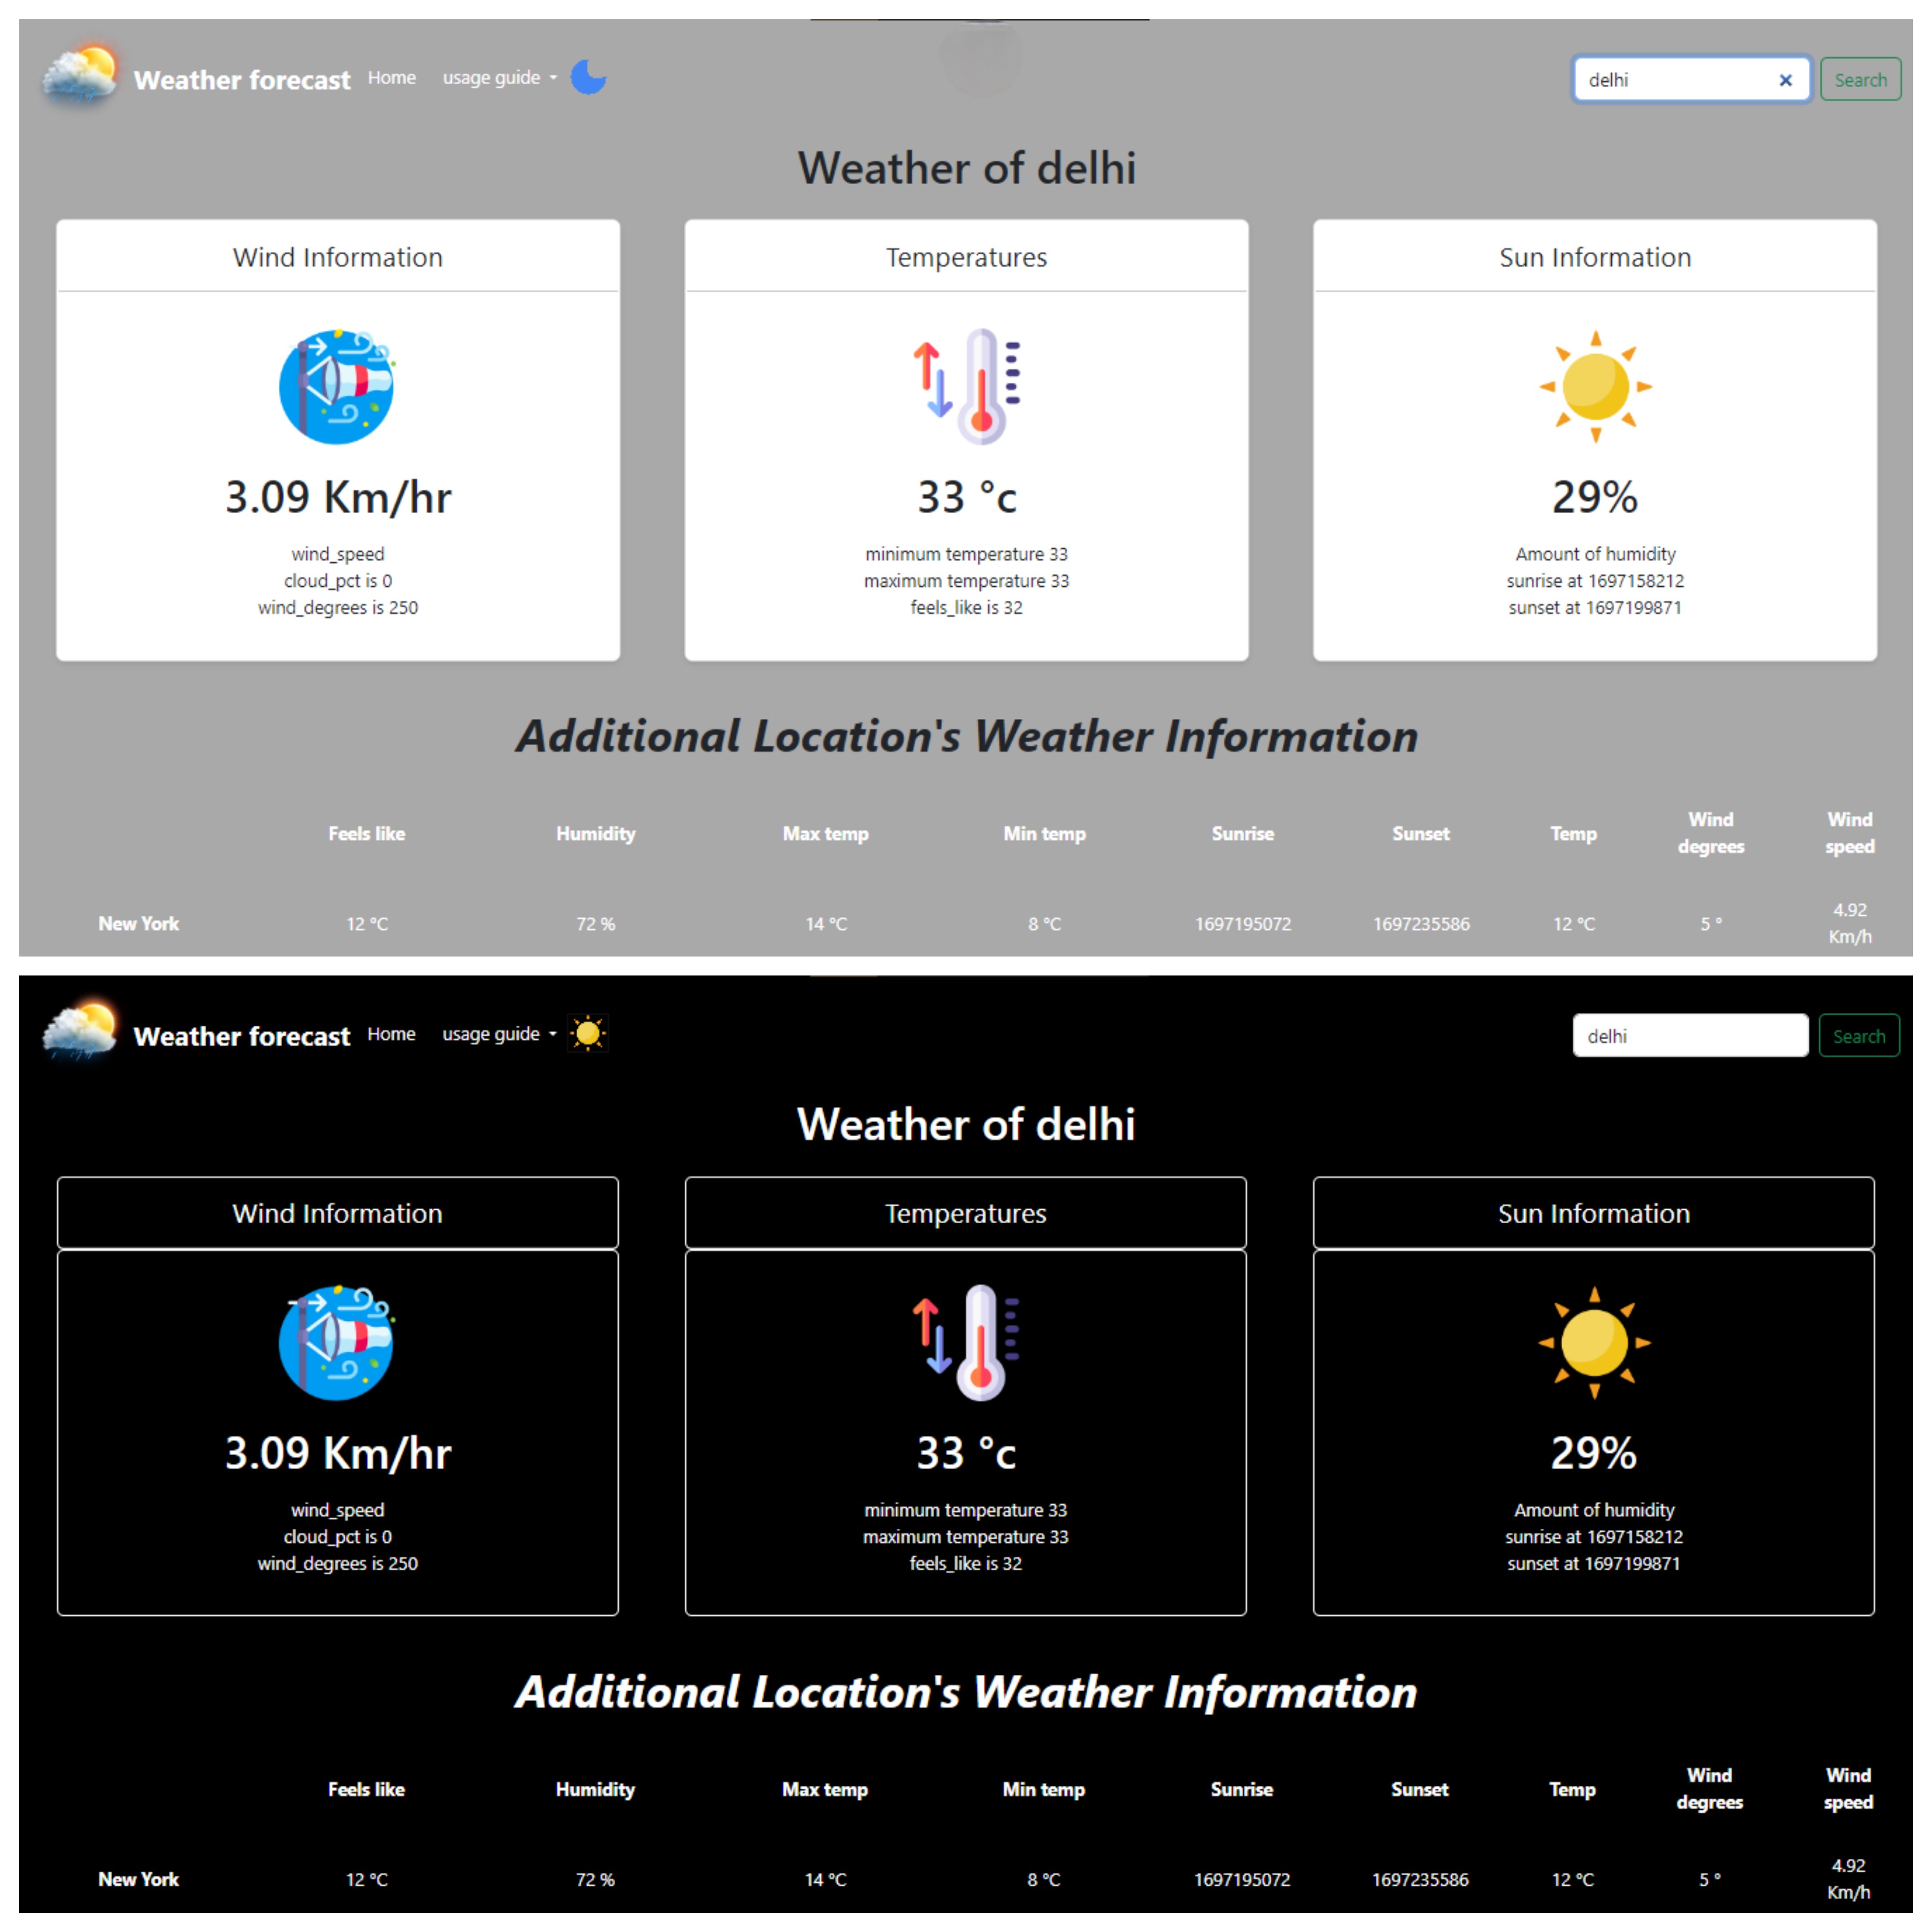 Weather forecast Home usage guide delhi Search
Weather of delhi
Wind Information Temperatures Sun Information
3.09 Km/hr 33 °c 29%
wind_speed minimum temperature 33 Amount of humidity
cloud_pct is 0 maximum temperature 33 sunrise at 1697158212
wind_degrees is 250 feels_like is 32 sunset at 1697199871
Additional Location's Weather Information
Feels like Humidity Max temp Min temp Sunrise Sunset Temp Wind degrees Wind speed
New York 12 °C 72 % 14 °C 8 °C 1697195072 1697235586 12 °C 5 ° 4.92 Km/h
Weather forecast Home usage guide delhi Search
Weather of delhi
Wind Information Temperatures Sun Information
3.09 Km/hr 33 °c 29%
wind_speed minimum temperature 33 Amount of humidity
cloud_pct is 0 maximum temperature 33 sunrise at 1697158212
wind_degrees is 250 feels_like is 32 sunset at 1697199871
Additional Location's Weather Information
Feels like Humidity Max temp Min temp Sunrise Sunset Temp Wind degrees Wind speed
New York 12 °C 72 % 14 °C 8 °C 1697195072 1697235586 12 °C 5 ° 4.92 Km/h